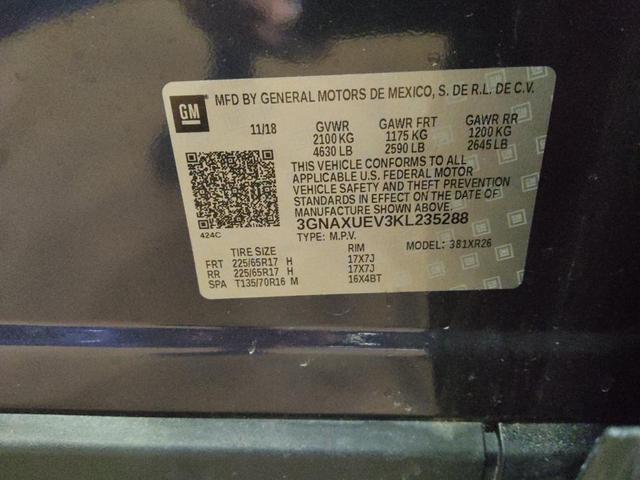 GM
MFD BY GENERAL MOTORS DE MEXICO, S. DE R.L. DE C.V.
11/18 GVWR GAWR FRT GAWR RR
2100 KG 1175 KG 1200 KG
4630 LB 2590 LB 2645 LB
THIS VEHICLE CONFORMS TO ALL
APPLICABLE U.S. FEDERAL MOTOR
VEHICLE SAFETY AND THEFT PREVENTION
STANDARDS IN EFFECT ON THE DATE OF
MANUFACTURE SHOWN ABOVE.
3GNAXUEV3KL235288
424C
TYPE: M.P.V. MODEL: 381XR26
TIRE SIZE RIM
FRT 225/65R17 H 17X7J
RR 225/65R17 H 17X7J
SPA T135/70R16 M 16X4BT